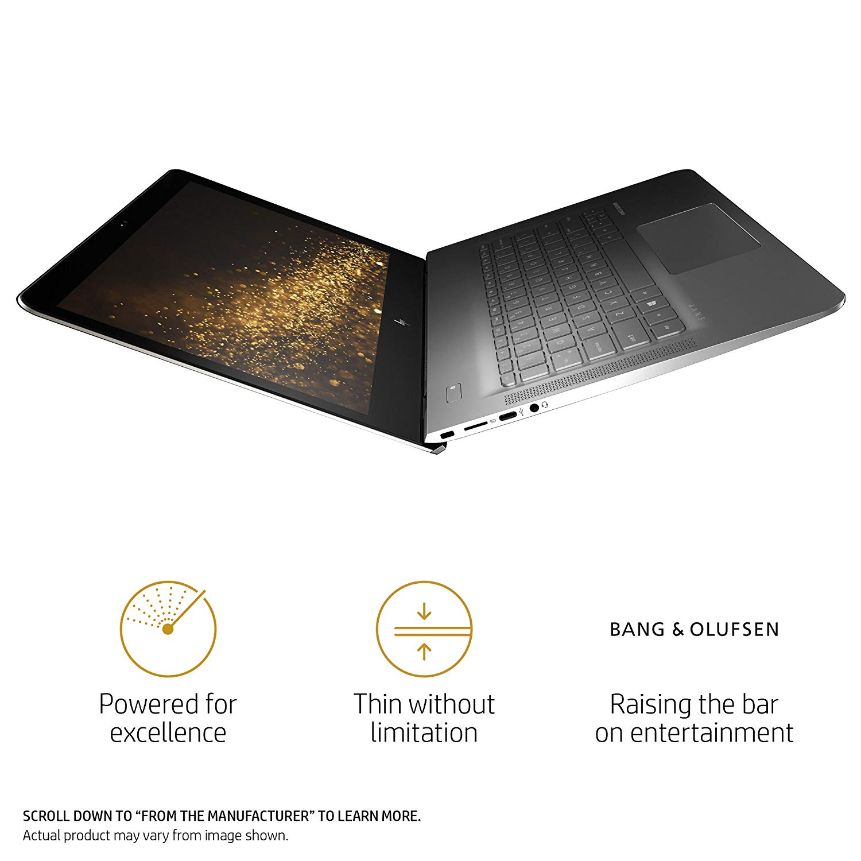 ENVY
BANG & OLUFSEN
Powered for
excellence
Thin without
limitation
Raising the bar
on entertainment
SCROLL DOWN TO “FROM THE MANUFACTURER” TO LEARN MORE.
Actual product may vary from image shown.